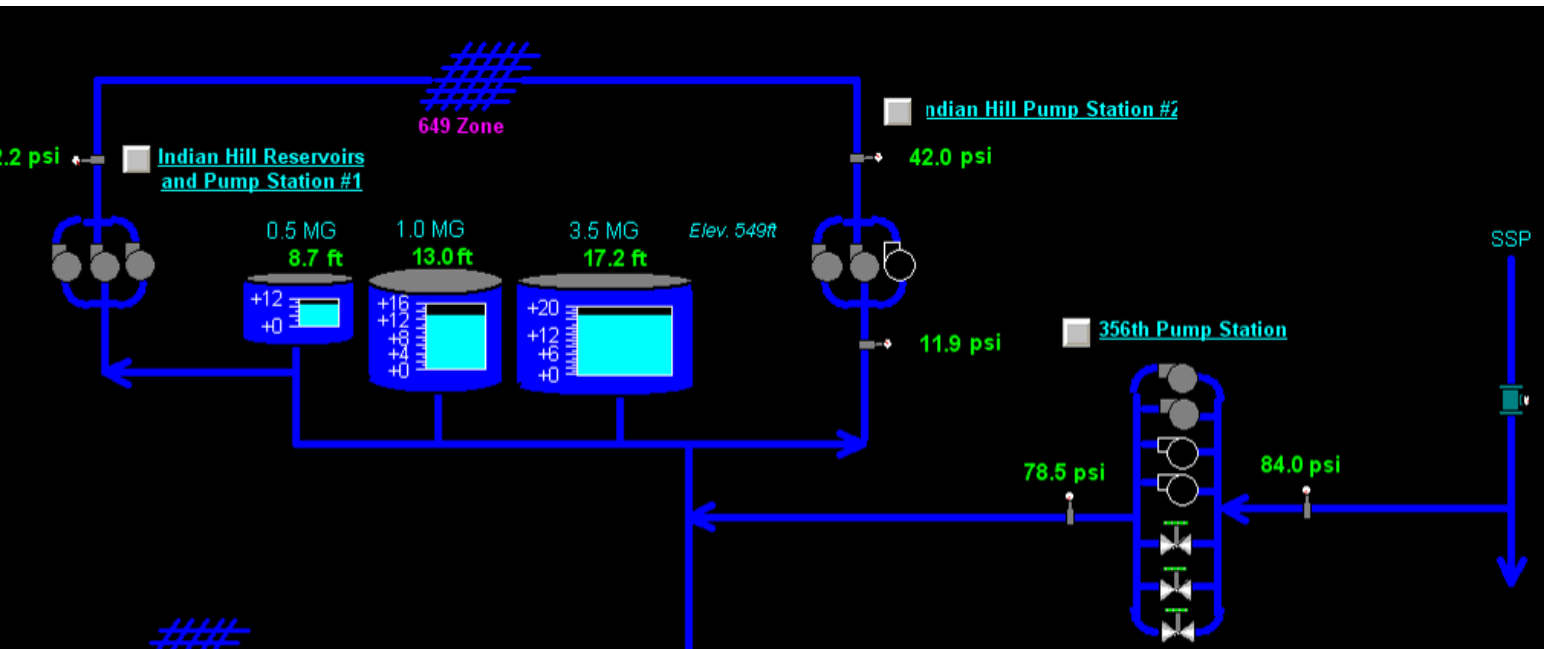 649 Zone
ndian Hill Pump Station #2
2.2 psi
Indian Hill Reservoirs
and Pump Station #1
42.0 psi
0.5 MG
1.0 MG
3.5 MG
Elev. 549ft
8.7 ft
13.0 ft
17.2 ft
SSP
+12
+0
+16
+12
+8
+4
+0
+20
+12
+6
+0
11.9 psi
356th Pump Station
78.5 psi
84.0 psi